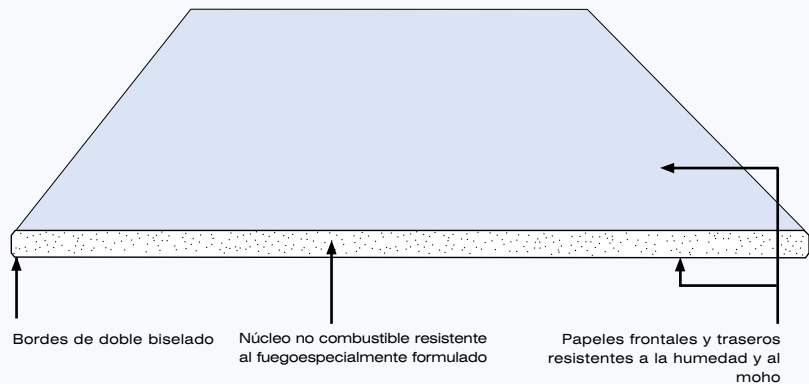 Bordes de doble biselado
Núcleo no combustible resistente
al fuegoespecialmente formulado
Papeles frontales y traseros
resistentes a la humedad y al
moho